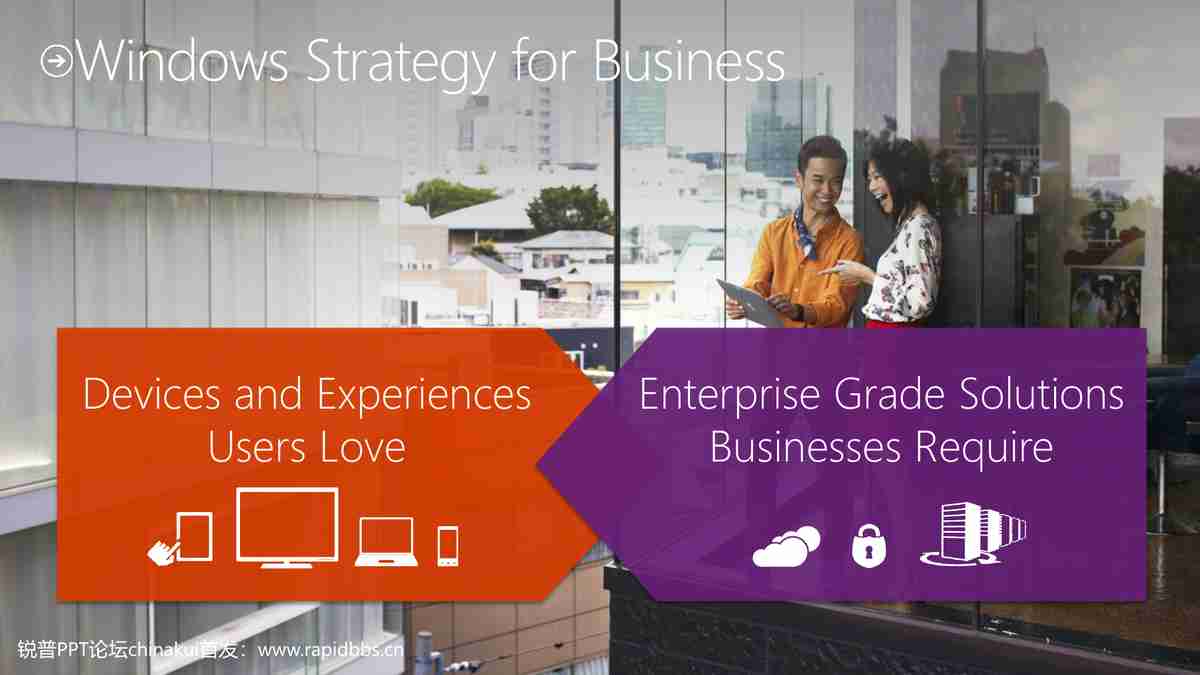 Windows Strategy for Business
Devices and Experiences
Users Love
Enterprise Grade Solutions
Businesses Require
锐普PPT论坛chinakui首发：www.rapidbbs.cn